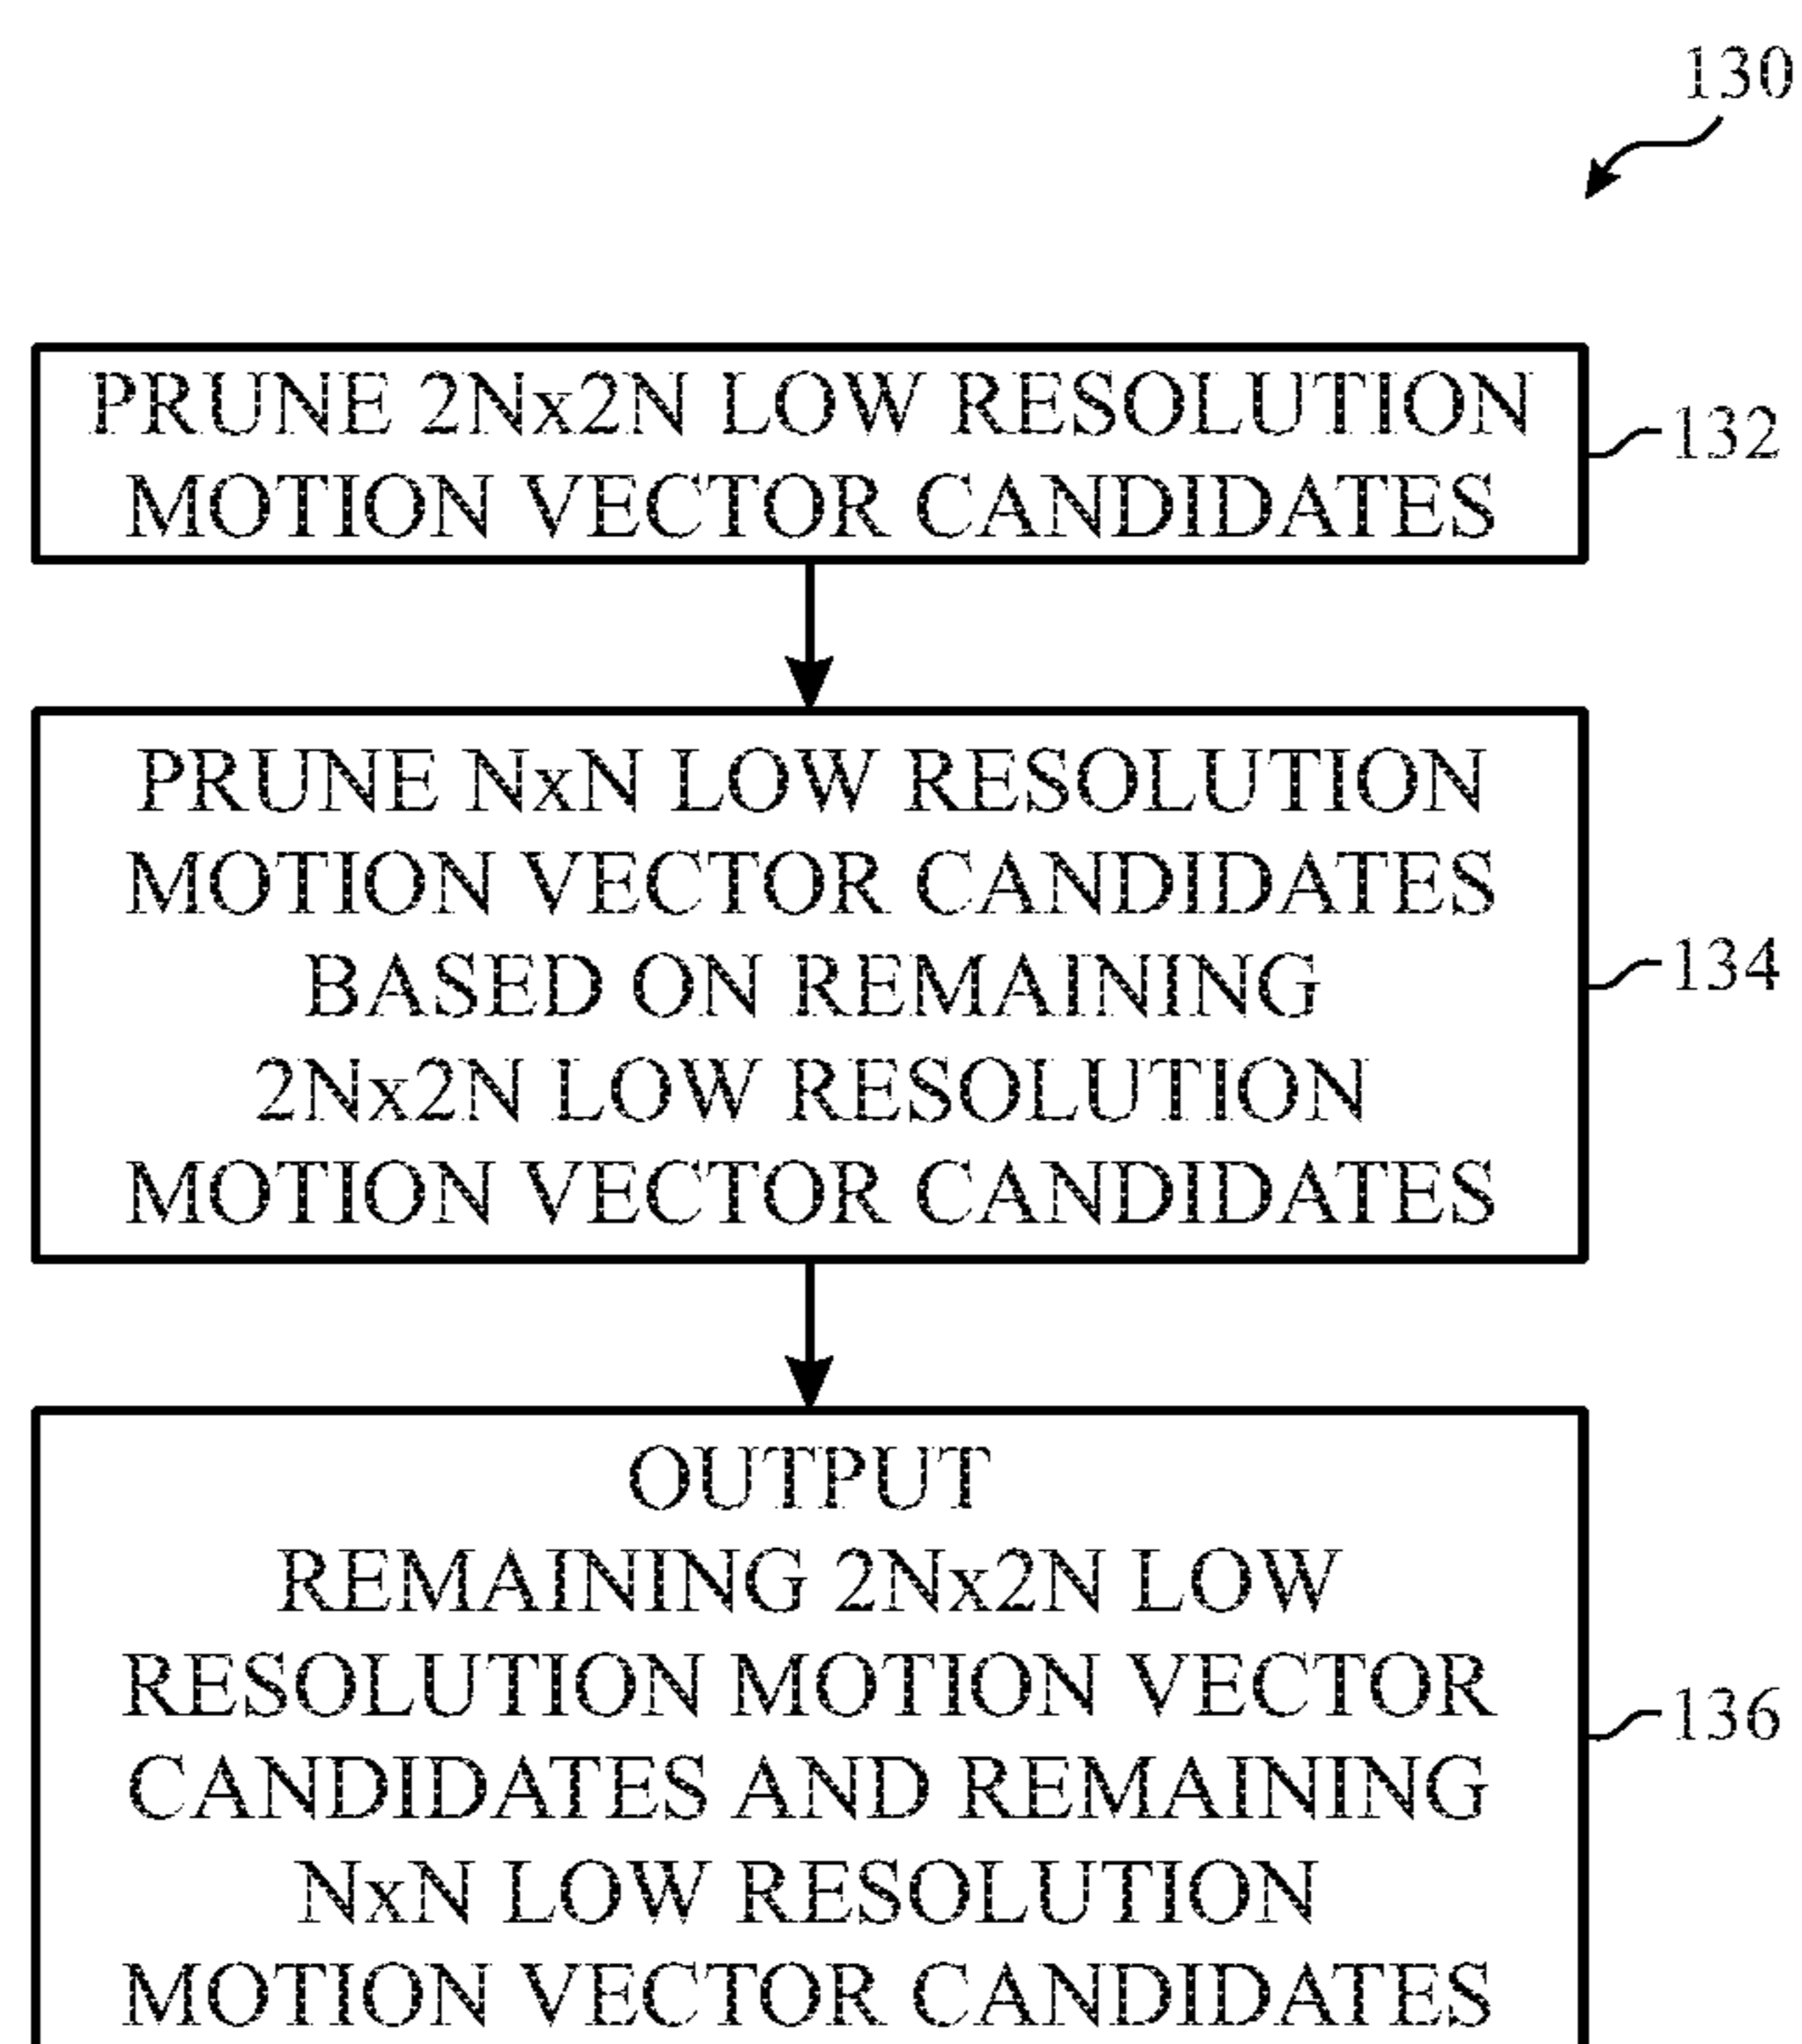 130
PRUNE 2Nx2N LOW RESOLUTION
MOTION VECTOR CANDIDATES
132
PRUNE NxN LOW RESOLUTION
MOTION VECTOR CANDIDATES
BASED ON REMAINING
2Nx2N LOW RESOLUTION
MOTION VECTOR CANDIDATES
134
OUTPUT
REMAINING 2Nx2N LOW
RESOLUTION MOTION VECTOR
CANDIDATES AND REMAINING
NxN LOW RESOLUTION
MOTION VECTOR CANDIDATES
136